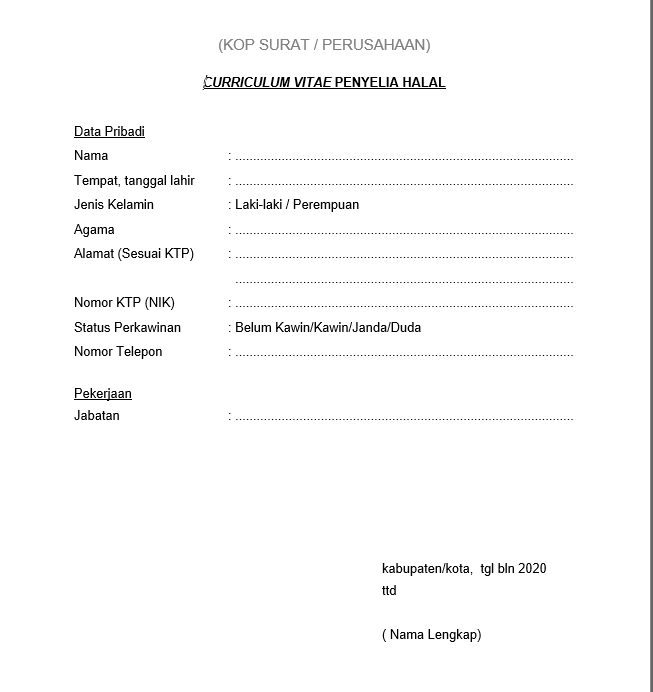 (KOP SURAT / PERUSAHAAN)
CURRICULUM VITAE PENYELIA HALAL
Data Pribadi
Nama : ..............................................................................................
Tempat, tanggal lahir : ..............................................................................................
Jenis Kelamin : Laki-laki / Perempuan
Agama : ..............................................................................................
Alamat (Sesuai KTP) : ..............................................................................................
..............................................................................................
Nomor KTP (NIK) : ..............................................................................................
Status Perkawinan : Belum Kawin/Kawin/Janda/Duda
Nomor Telepon : ..............................................................................................
Pekerjaan
Jabatan : ..............................................................................................
kabupaten/kota, tgl bln 2020
ttd
( Nama Lengkap)